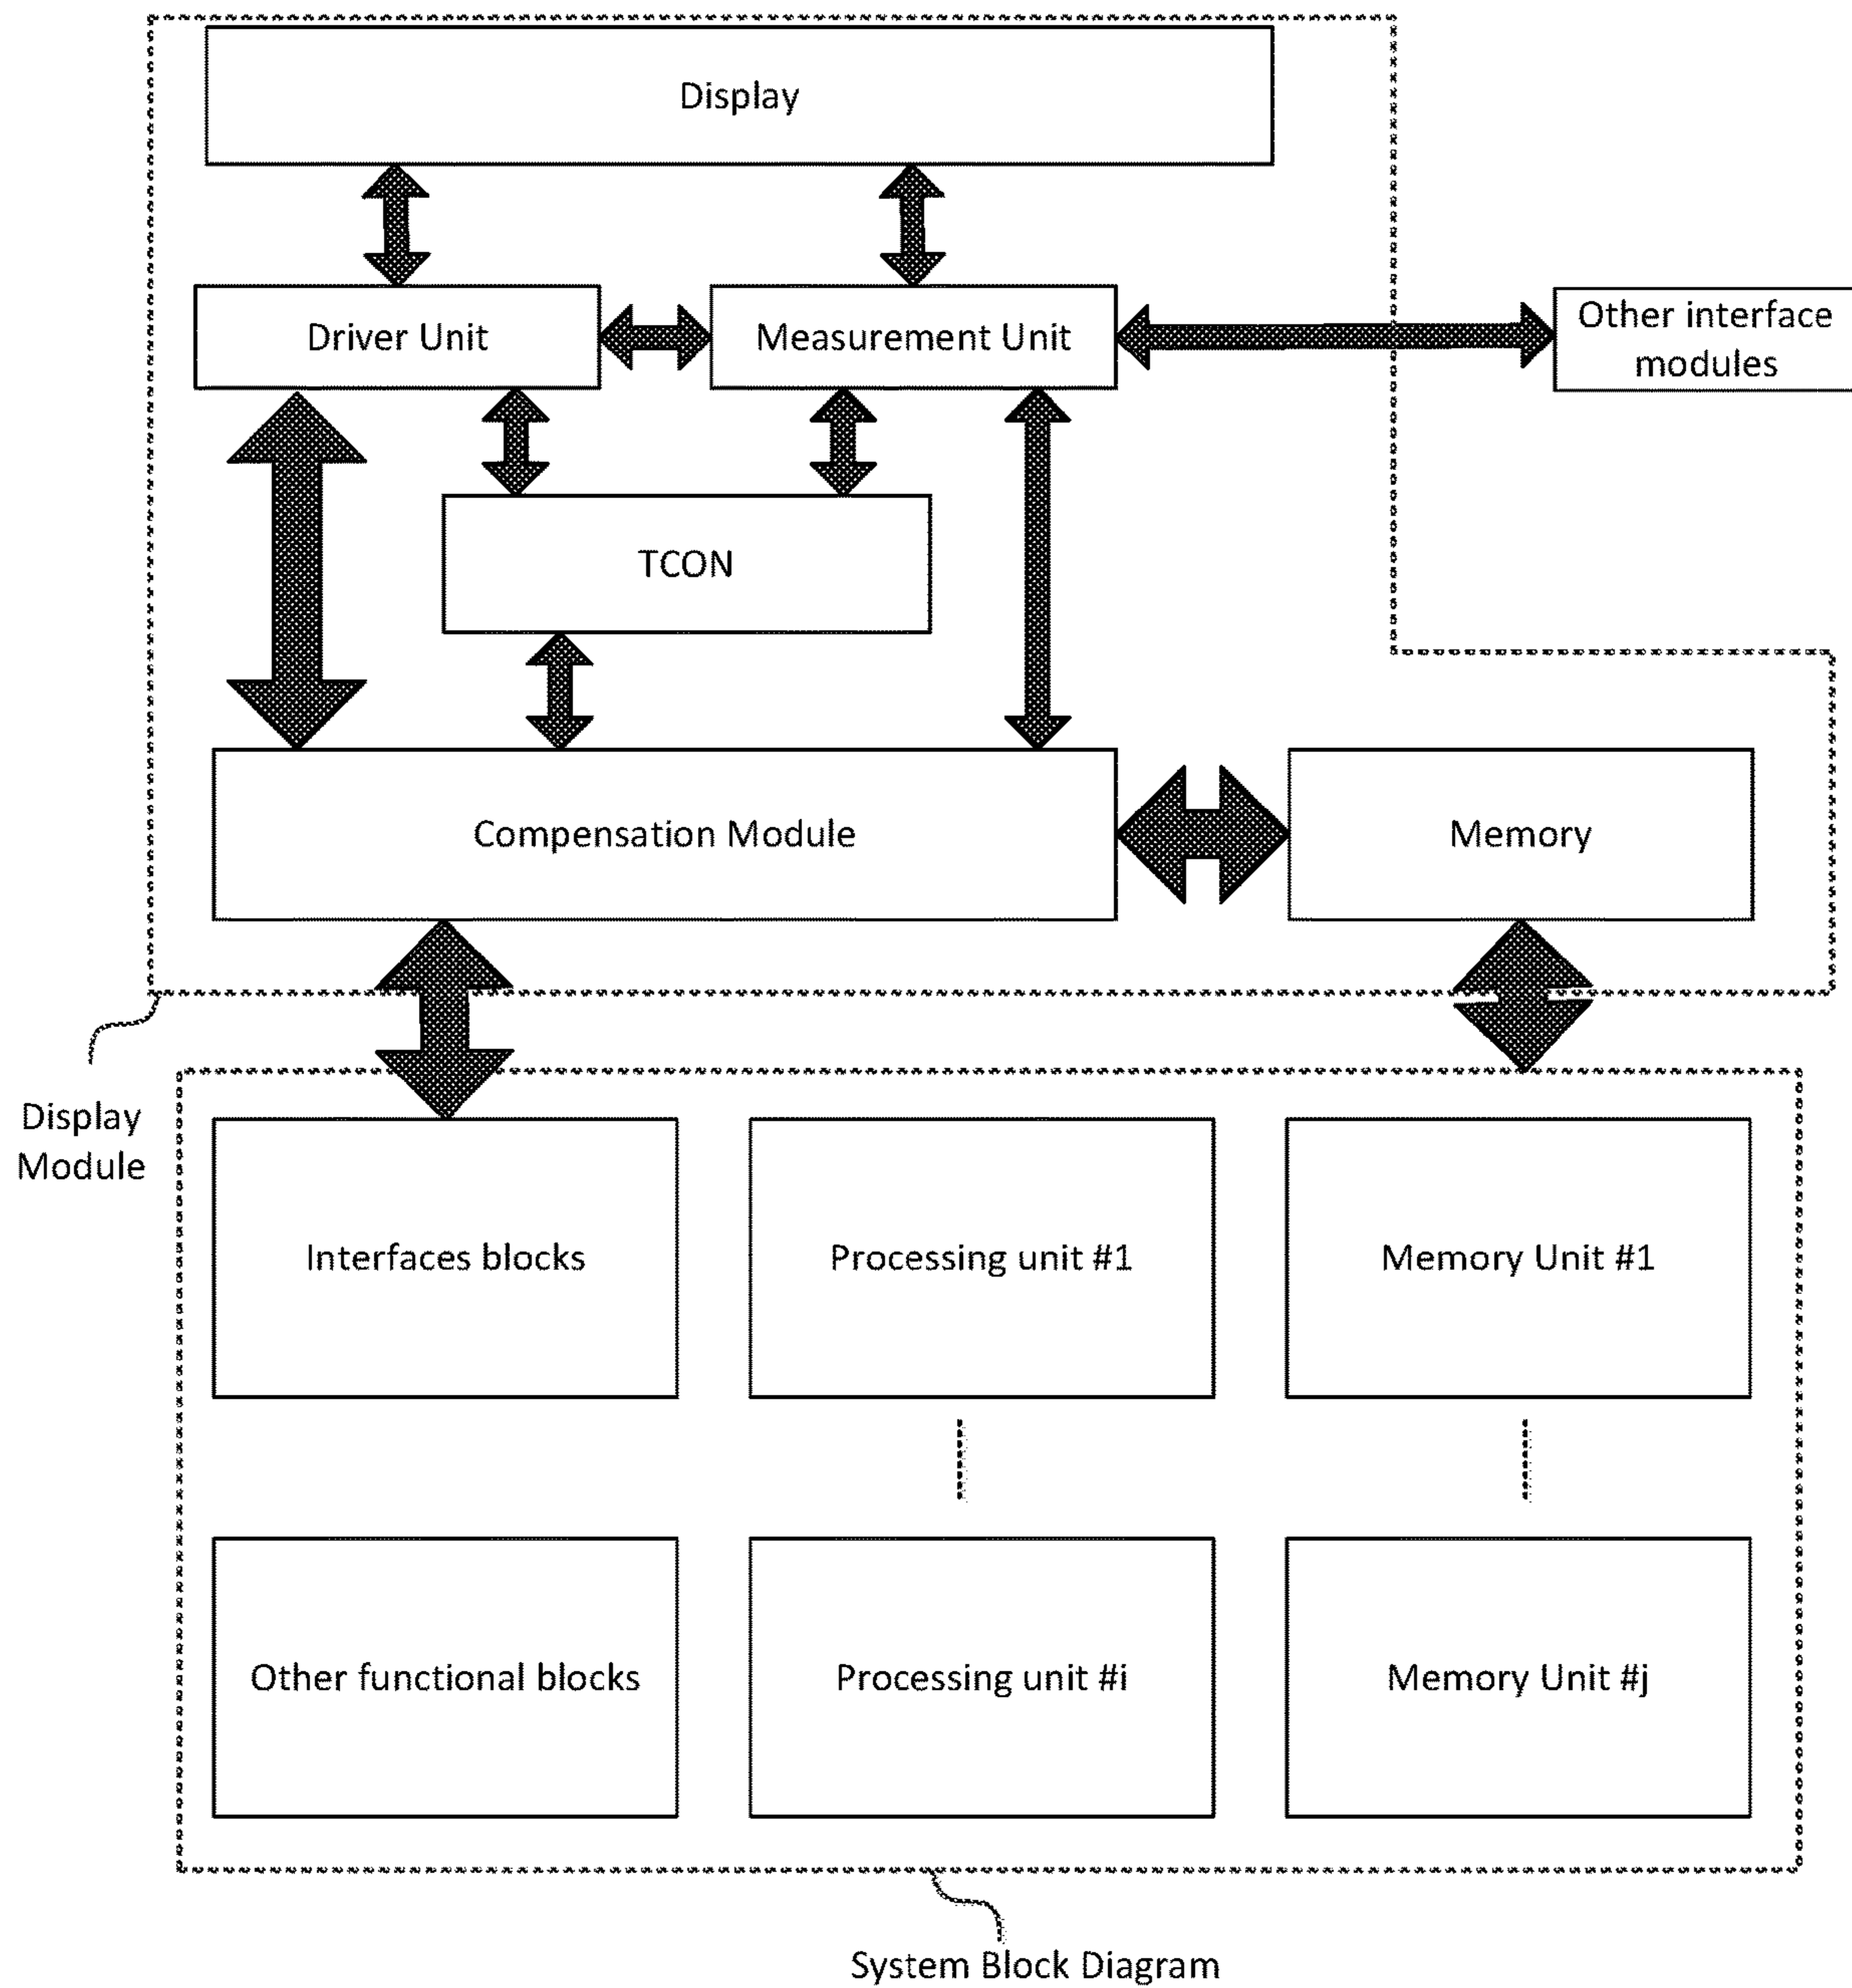 Display
Driver Unit
Measurement Unit
Other interface
modules
TCON
Compensation Module
Memory
Display
Module
Interfaces blocks
Processing unit #1
Memory Unit #1
Other functional blocks
Processing unit #i
Memory Unit #j
System Block Diagram